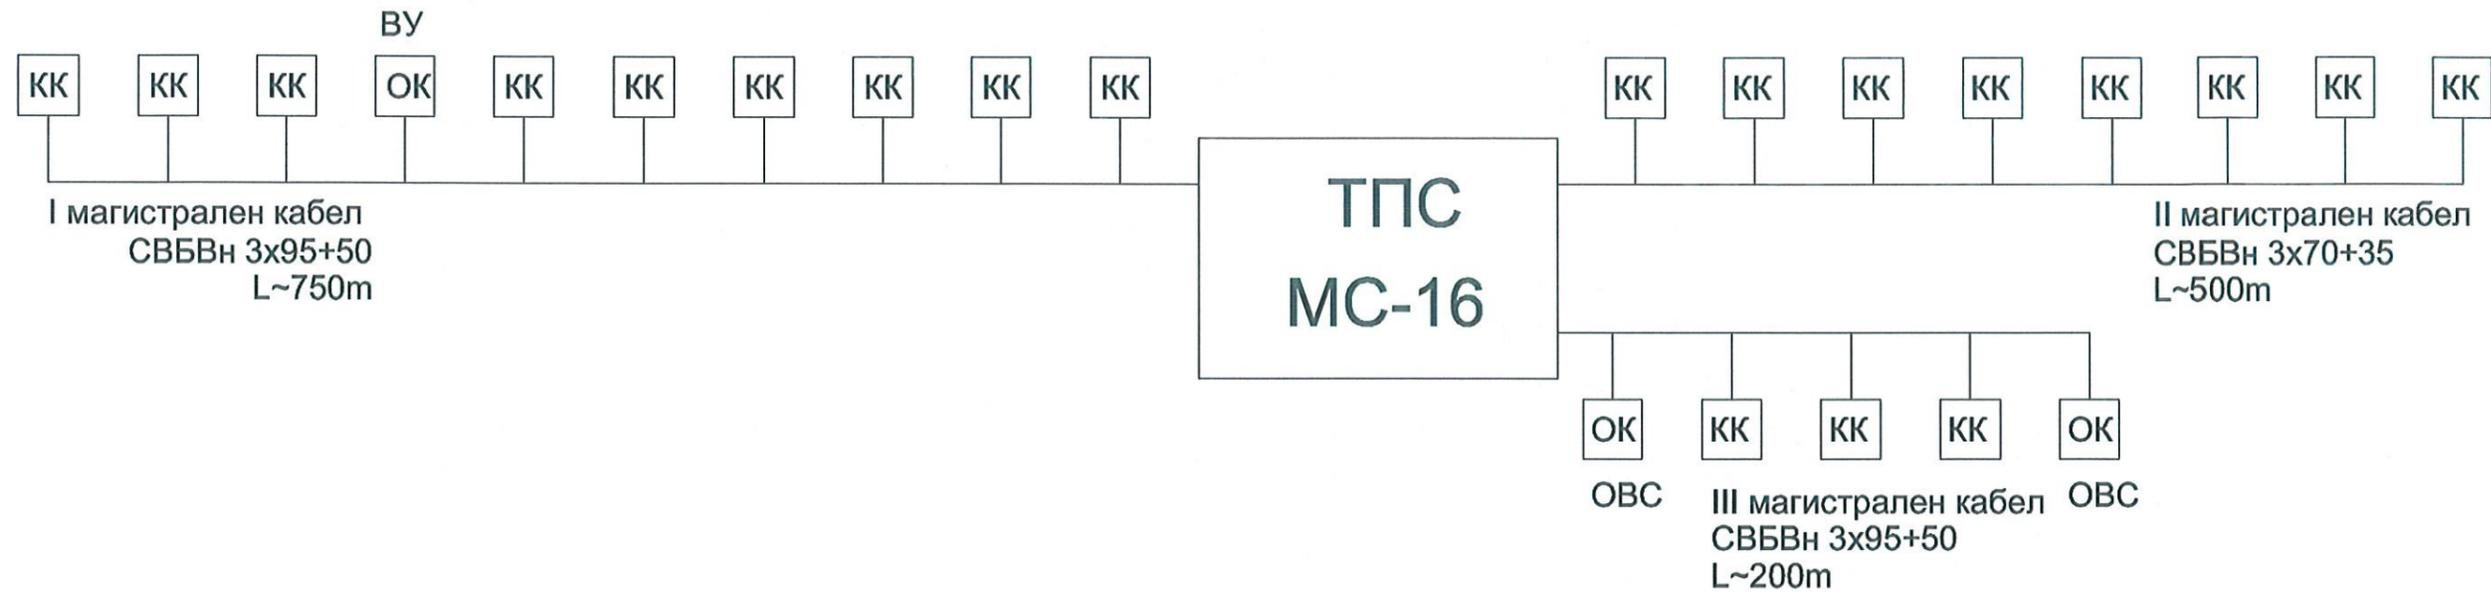 ВУ
КК КК КК ОК КК КК КК КК КК КК
КК КК КК КК КК КК КК КК
ТПС
МС-16
I магистрален кабел
СВБВн 3х95+50
L~750m
II магистрален кабел
СВБВн 3х70+35
L~500m
ОК КК КК КК ОК
ОВС
ОВС
III магистрален кабел
СВБВн 3х95+50
L~200m